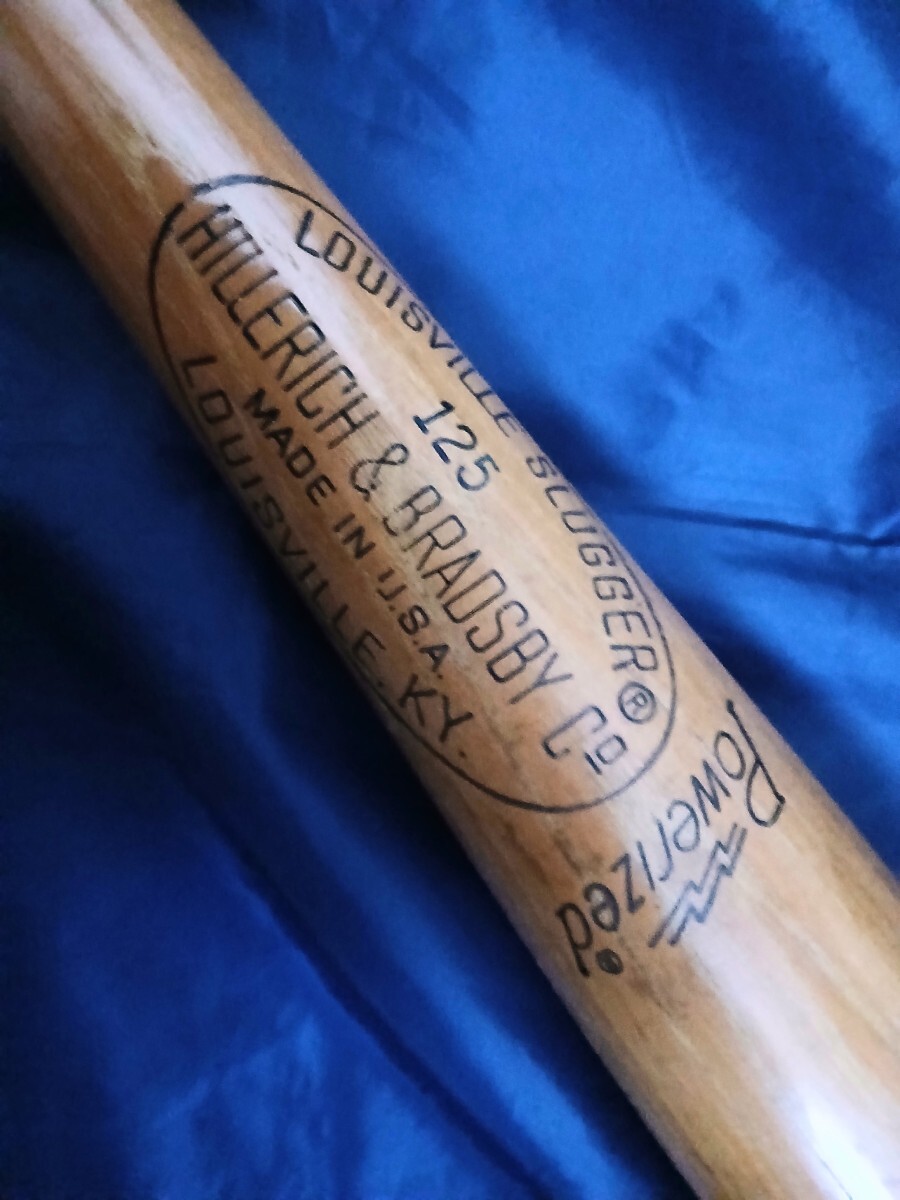 LOUISVILLE SLUGGER®
125
HILLERICH & BRADSBY Co
MADE IN U.S.A.
LOUISVILLE, KY.
Powerized®